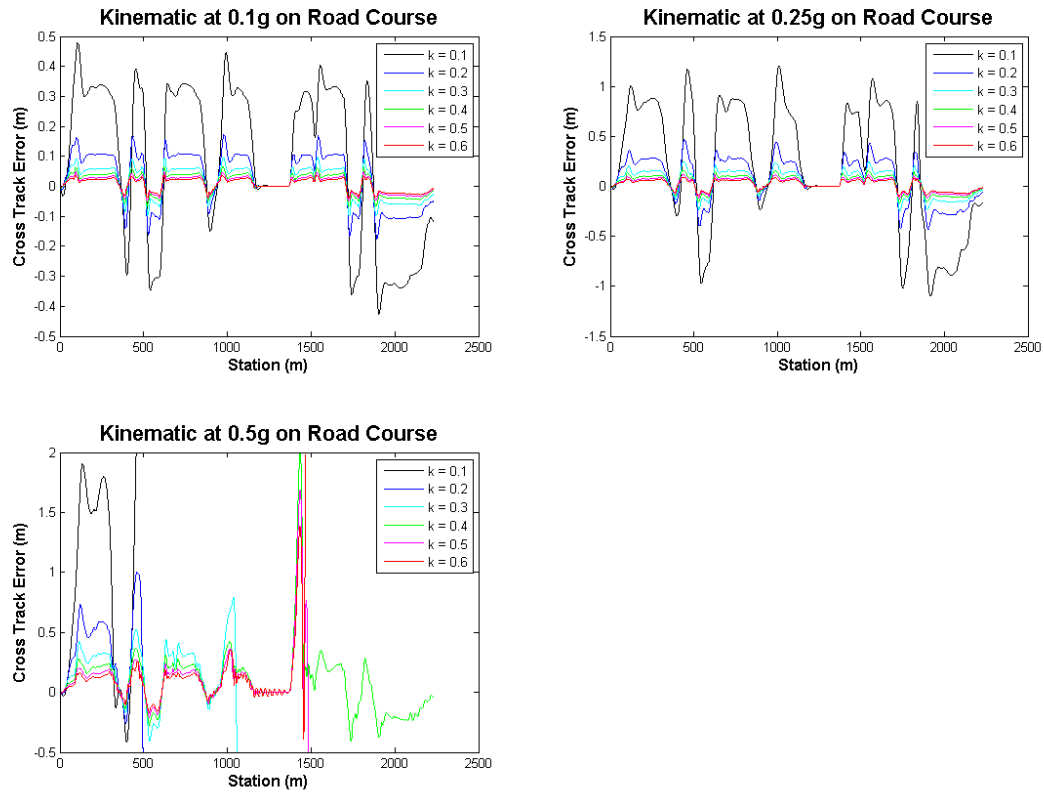 Kinematic at 0.1g on Road Course
Cross Track Error (m)
0.5
0.4
0.3
0.2
0.1
0
-0.1
-0.2
-0.3
-0.4
-0.5
0
500
1000
1500
2000
2500
Station (m)
k = 0.1
k = 0.2
k = 0.3
k = 0.4
k = 0.5
k = 0.6
Kinematic at 0.25g on Road Course
Cross Track Error (m)
1.5
1
0.5
0
-0.5
-1
-1.5
0
500
1000
1500
2000
2500
Station (m)
k = 0.1
k = 0.2
k = 0.3
k = 0.4
k = 0.5
k = 0.6
Kinematic at 0.5g on Road Course
Cross Track Error (m)
2
1.5
1
0.5
0
-0.5
0
500
1000
1500
2000
2500
Station (m)
k = 0.1
k = 0.2
k = 0.3
k = 0.4
k = 0.5
k = 0.6